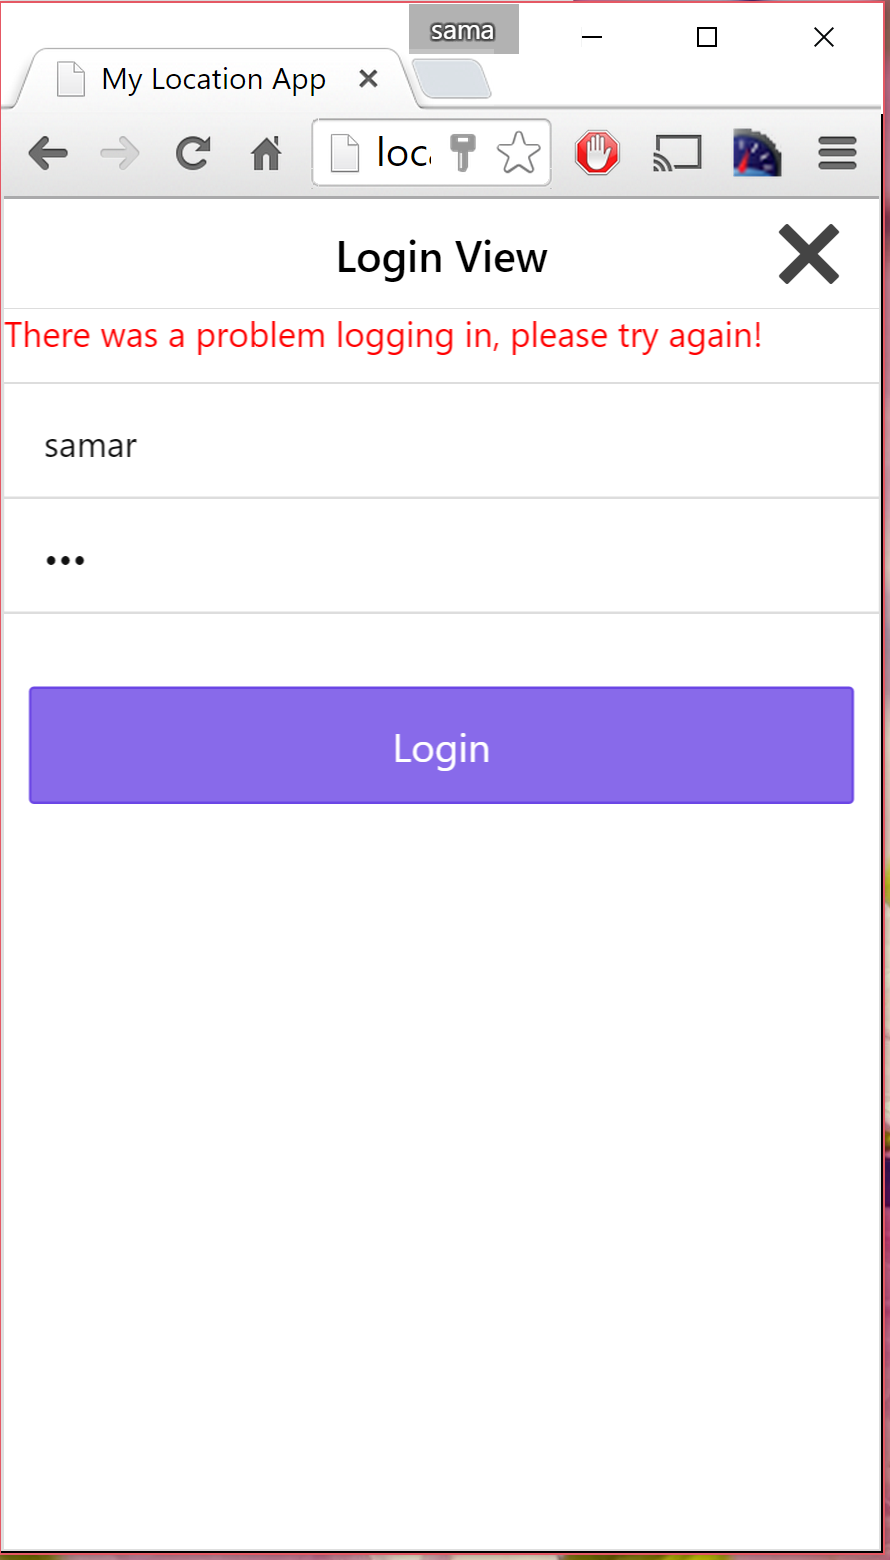 sama
My Location App
loc
Login View
There was a problem logging in, please try again!
samar
•••
Login